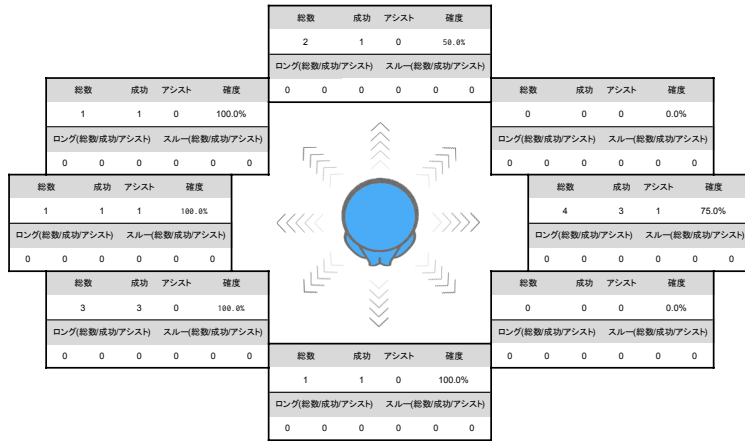 総数 成功 アシスト 確度
2 1 0 50.0%
ロング(総数/成功/アシスト) スルー(総数/成功/アシスト)
0 0 0 0 0 0
総数 成功 アシスト 確度
1 1 0 100.0%
ロング(総数/成功/アシスト) スルー(総数/成功/アシスト)
0 0 0 0 0 0
総数 成功 アシスト 確度
0 0 0 0.0%
ロング(総数/成功/アシスト) スルー(総数/成功/アシスト)
0 0 0 0 0 0
総数 成功 アシスト 確度
1 1 1 100.0%
ロング(総数/成功/アシスト) スルー(総数/成功/アシスト)
0 0 0 0 0 0
総数 成功 アシスト 確度
4 3 1 75.0%
ロング(総数/成功/アシスト) スルー(総数/成功/アシスト)
0 0 0 0 0 0
総数 成功 アシスト 確度
3 3 0 100.0%
ロング(総数/成功/アシスト) スルー(総数/成功/アシスト)
0 0 0 0 0 0
総数 成功 アシスト 確度
0 0 0 0.0%
ロング(総数/成功/アシスト) スルー(総数/成功/アシスト)
0 0 0 0 0 0
総数 成功 アシスト 確度
1 1 0 100.0%
ロング(総数/成功/アシスト) スルー(総数/成功/アシスト)
0 0 0 0 0 0